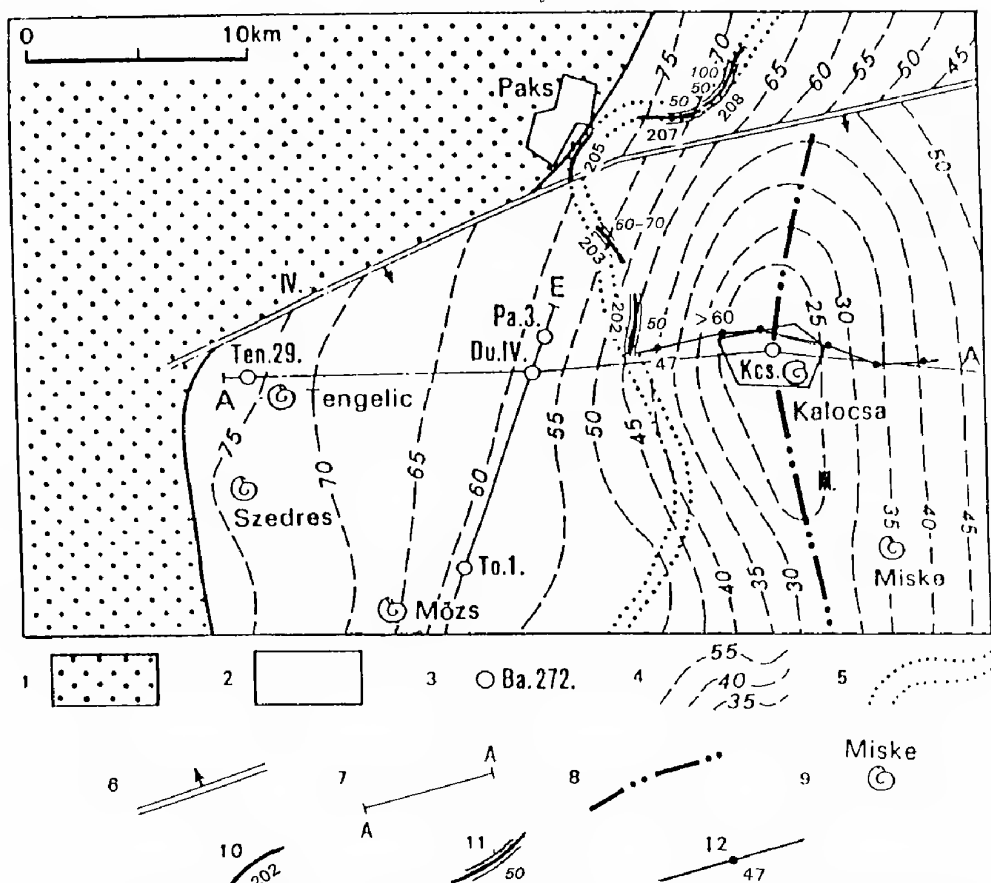 0 10km
Paks
75
70
65
60
55
50
45
100
50
50
208
207
205
50
60-70
203
IV.
E
Pa.3.
202
50
>60
25
30
Ten.29.
Du.IV.
47
A
A
Kcs.
Tengelic
Kalocsa
75
70
65
60
55
50
45
III.
Szedres
35
40
45
To.1.
Miske
Mözs
40
35
30
1
2
3 Ba.272.
4 55
40
35
5
6
7 A
A
8
9 Miske
10 202
11 50
12 47